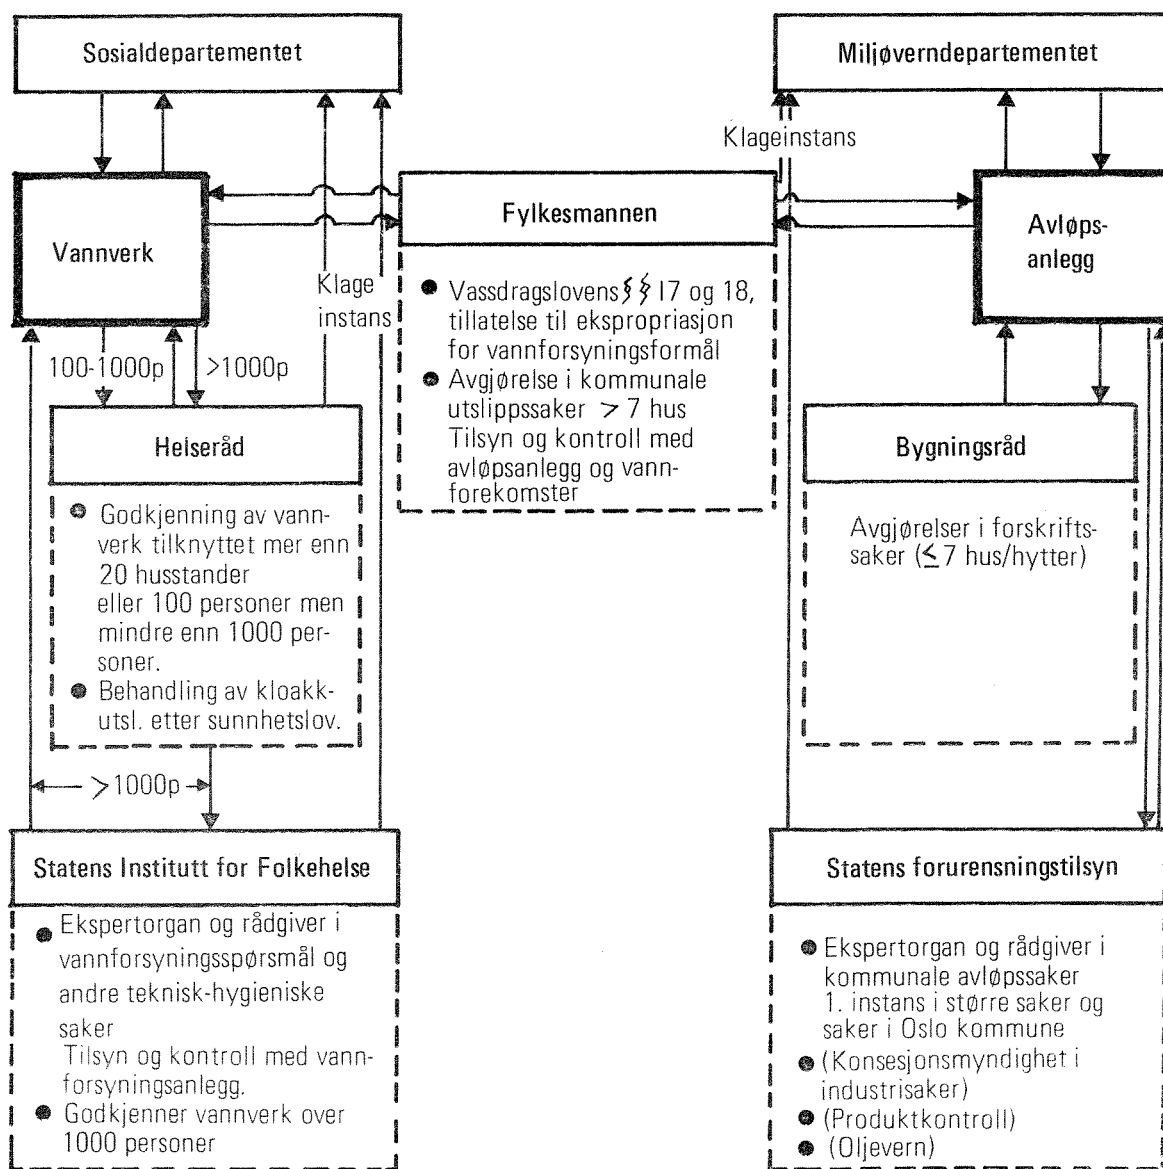 Sosialdepartementet
Miljøverndepartementet
Klageinstans
Vannverk
Fylkesmannen
Avløps-
anlegg
Klage
instans
● Vassdragslovens §§ 17 og 18,
tillatelse til ekspropriasjon
for vannforsyningsformål
● Avgjørelse i kommunale
utslippssaker > 7 hus
Tilsyn og kontroll med
avløpsanlegg og vann-
forekomster
100-1000p
>1000p
Helseråd
● Godkjenning av vann-
verk tilknyttet mer enn
20 husstander
eller 100 personer men
mindre enn 1000 per-
soner.
● Behandling av kloakk-
utsl. etter sunnhetslov.
Bygningsråd
Avgjørelser i forskrifts-
saker (≤7 hus/hytter)
>1000p
Statens Institutt for Folkehelse
● Ekspertorgan og rådgiver i
vannforsyningsspørsmål og
andre teknisk-hygieniske
saker
Tilsyn og kontroll med vann-
forsyningsanlegg.
● Godkjenner vannverk over
1000 personer
Statens forurensningstilsyn
● Ekspertorgan og rådgiver i
kommunale avløpssaker
1. instans i større saker og
saker i Oslo kommune
● (Konsesjonsmyndighet i
industrisaker)
● (Produktkontroll)
● (Oljevern)